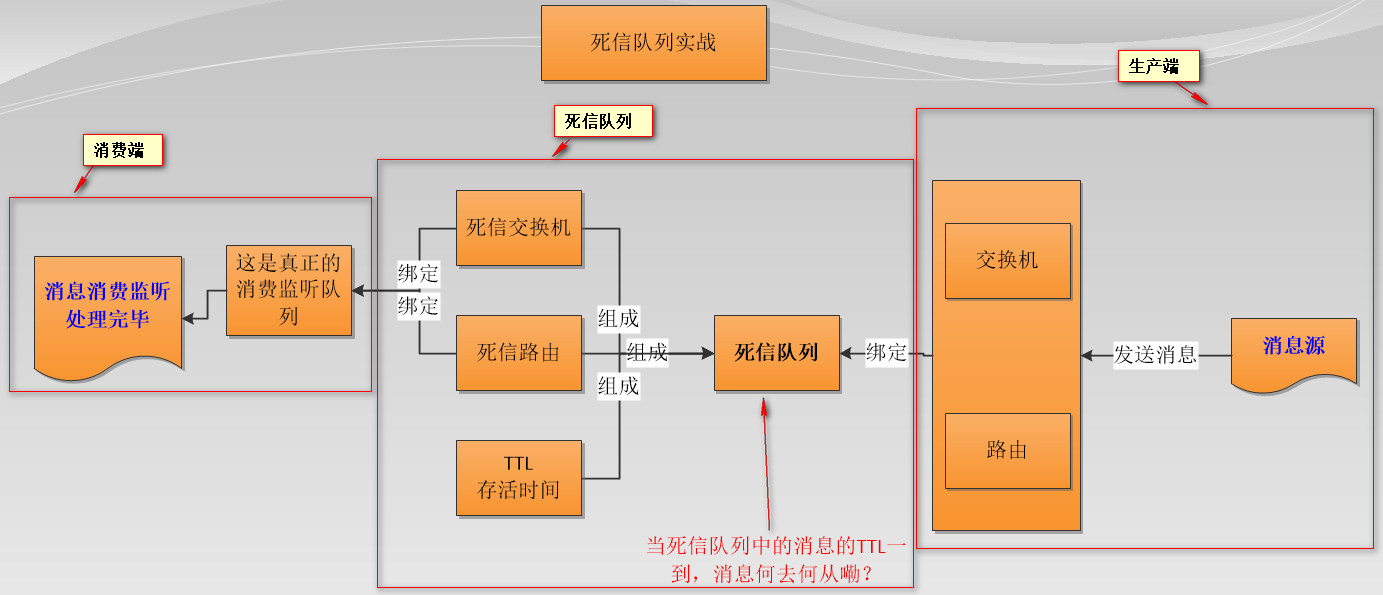 死信队列实战
生产端
死信队列
消费端
消息消费监听
处理完毕
这是真正的
消费监听队
列
绑定
绑定
死信交换机
死信路由
TTL
存活时间
组成
组成
组成
死信队列
绑定
交换机
路由
发送消息
消息源
当死信队列中的消息的TTL一
到，消息何去何从嘞？